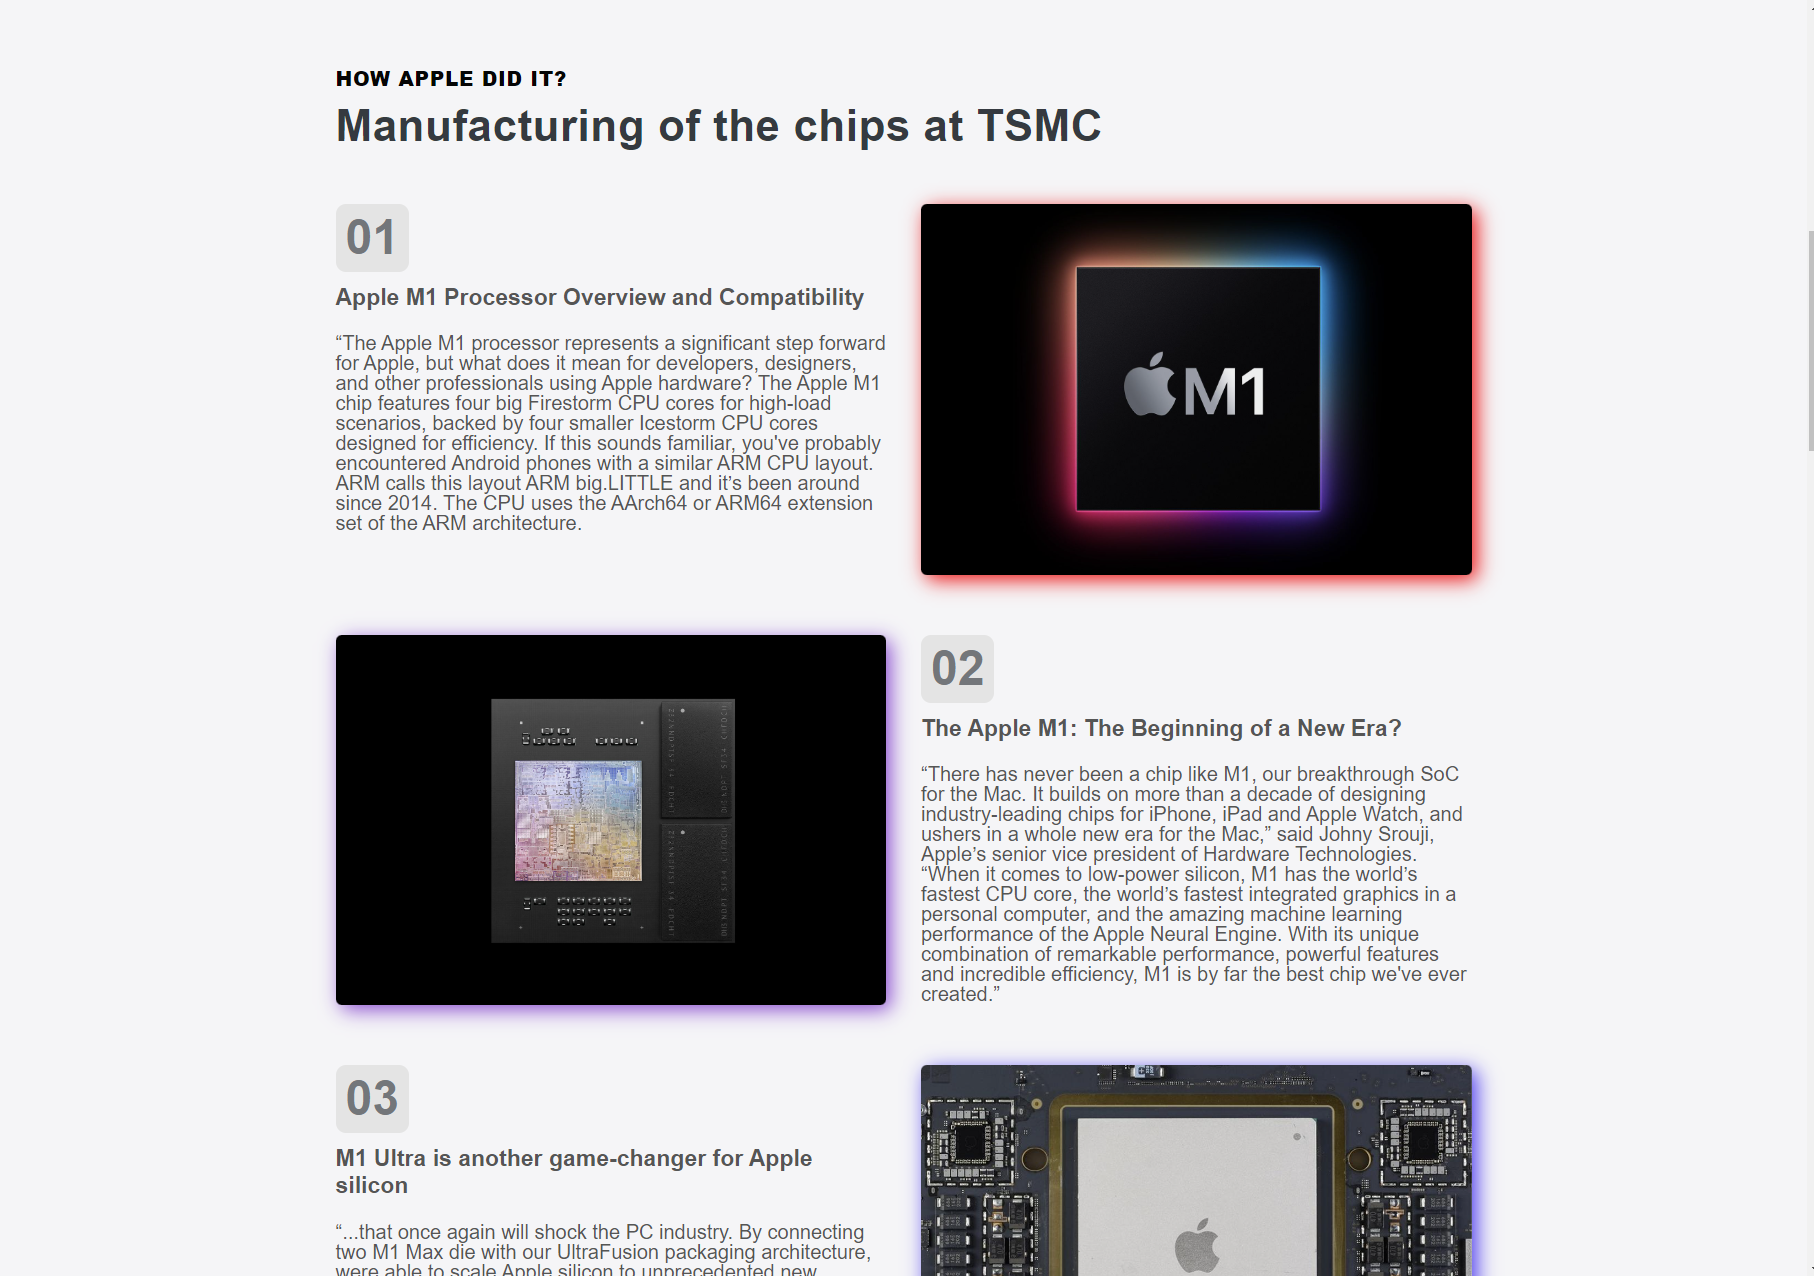 HOW APPLE DID IT?
Manufacturing of the chips at TSMC
01
Apple M1 Processor Overview and Compatibility
“The Apple M1 processor represents a significant step forward
for Apple, but what does it mean for developers, designers,
and other professionals using Apple hardware? The Apple M1
chip features four big Firestorm CPU cores for high-load
scenarios, backed by four smaller Icestorm CPU cores
designed for efficiency. If this sounds familiar, you've probably
encountered Android phones with a similar ARM CPU layout.
ARM calls this layout ARM big.LITTLE and it’s been around
since 2014. The CPU uses the AArch64 or ARM64 extension
set of the ARM architecture.
M1
02
The Apple M1: The Beginning of a New Era?
“There has never been a chip like M1, our breakthrough SoC
for the Mac. It builds on more than a decade of designing
industry-leading chips for iPhone, iPad and Apple Watch, and
ushers in a whole new era for the Mac,” said Johny Srouji,
Apple’s senior vice president of Hardware Technologies.
“When it comes to low-power silicon, M1 has the world’s
fastest CPU core, the world’s fastest integrated graphics in a
personal computer, and the amazing machine learning
performance of the Apple Neural Engine. With its unique
combination of remarkable performance, powerful features
and incredible efficiency, M1 is by far the best chip we've ever
created.”
03
M1 Ultra is another game-changer for Apple
silicon
“...that once again will shock the PC industry. By connecting
two M1 Max die with our UltraFusion packaging architecture,
were able to scale Apple silicon to unprecedented new